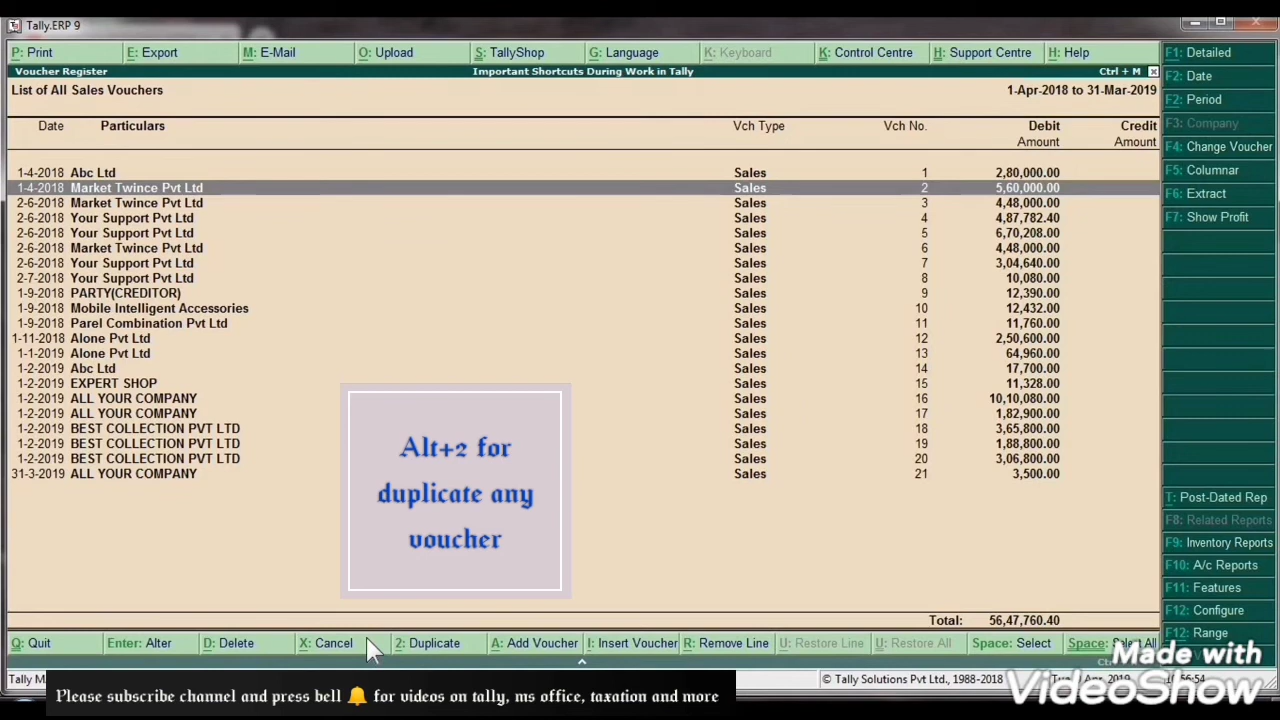 Tally.ERP 9
P: Print E: Export M: E-Mail O: Upload S: TallyShop G: Language K: Keyboard K: Control Centre H: Support Centre H: Help
Voucher Register Important Shortcuts During Work in Tally Ctrl + M
List of All Sales Vouchers 1-Apr-2018 to 31-Mar-2019
Date Particulars Vch Type Vch No. Debit Credit
Amount Amount
1-4-2018 Abc Ltd Sales 1 2,80,000.00
1-4-2018 Market Twince Pvt Ltd Sales 2 5,60,000.00
2-6-2018 Market Twince Pvt Ltd Sales 3 4,48,000.00
2-6-2018 Your Support Pvt Ltd Sales 4 4,87,782.40
2-6-2018 Your Support Pvt Ltd Sales 5 6,70,208.00
2-6-2018 Market Twince Pvt Ltd Sales 6 4,48,000.00
2-6-2018 Your Support Pvt Ltd Sales 7 3,04,640.00
2-7-2018 Your Support Pvt Ltd Sales 8 10,080.00
1-9-2018 PARTY(CREDITOR) Sales 9 12,390.00
1-9-2018 Mobile Intelligent Accessories Sales 10 12,432.00
1-9-2018 Parel Combination Pvt Ltd Sales 11 11,760.00
1-11-2018 Alone Pvt Ltd Sales 12 2,50,600.00
1-1-2019 Alone Pvt Ltd Sales 13 64,960.00
1-2-2019 Abc Ltd Sales 14 17,700.00
1-2-2019 EXPERT SHOP Sales 15 11,328.00
1-2-2019 ALL YOUR COMPANY Sales 16 10,10,080.00
1-2-2019 ALL YOUR COMPANY Sales 17 1,82,900.00
1-2-2019 BEST COLLECTION PVT LTD Sales 18 3,65,800.00
1-2-2019 BEST COLLECTION PVT LTD Sales 19 1,88,800.00
1-2-2019 BEST COLLECTION PVT LTD Sales 20 3,06,800.00
31-3-2019 ALL YOUR COMPANY Sales 21 3,500.00
Alt+2 for
duplicate any
voucher
Total: 56,47,760.40
Q: Quit Enter: Alter D: Delete X: Cancel 2: Duplicate A: Add Voucher I: Insert Voucher R: Remove Line U: Restore Line U: Restore All Space: Select Space: Select All
F1: Detailed
F2: Date
F2: Period
F3: Company
F4: Change Voucher
F5: Columnar
F6: Extract
F7: Show Profit
T: Post-Dated Rep
F8: Related Reports
F9: Inventory Reports
F10: A/c Reports
F11: Features
F12: Configure
F12: Range
© Tally Solutions Pvt Ltd., 1988-2018
Please subscribe channel and press bell 🔔 for videos on tally, ms office, taxation and more
Made with
VideoShow